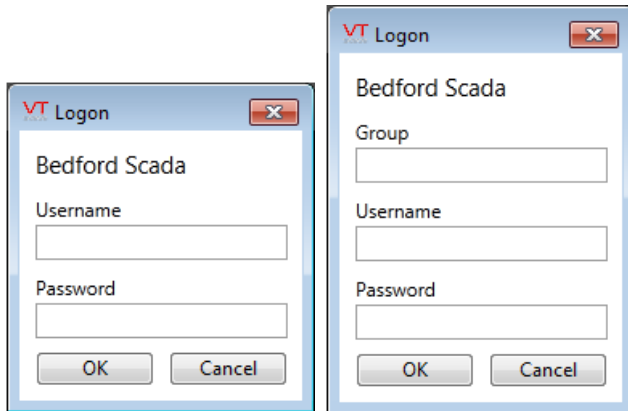 VT Logon
Bedford Scada
Username
Password
OK Cancel
VT Logon
Bedford Scada
Group
Username
Password
OK Cancel